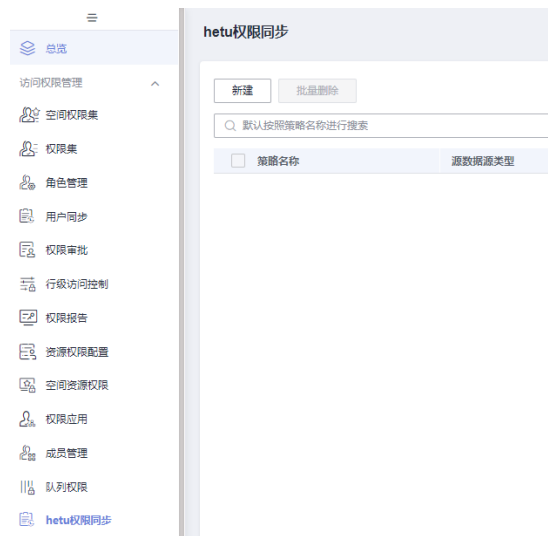 总览
访问权限管理
空间权限集
权限集
角色管理
用户同步
权限审批
行级访问控制
权限报告
资源权限配置
空间资源权限
权限应用
成员管理
队列权限
hetu权限同步
hetu权限同步
新建 批量删除
默认按照策略名称进行搜索
策略名称 源数据源类型